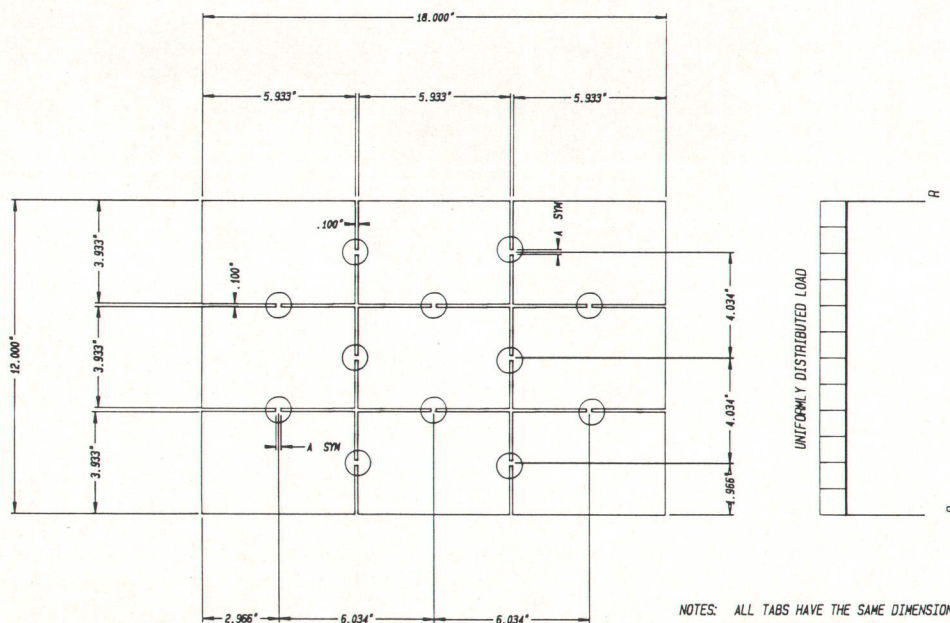 18.000"
5.933" 5.933" 5.933"
.100"
A SYM
3.933"
.100"
12.000"
3.933"
3.933"
A SYM
4.034"
4.034"
1.966"
2.966" 6.034" 6.034"
UNIFORMLY DISTRIBUTED LOAD
R
R
NOTES: ALL TABS HAVE THE SAME DIMENSION